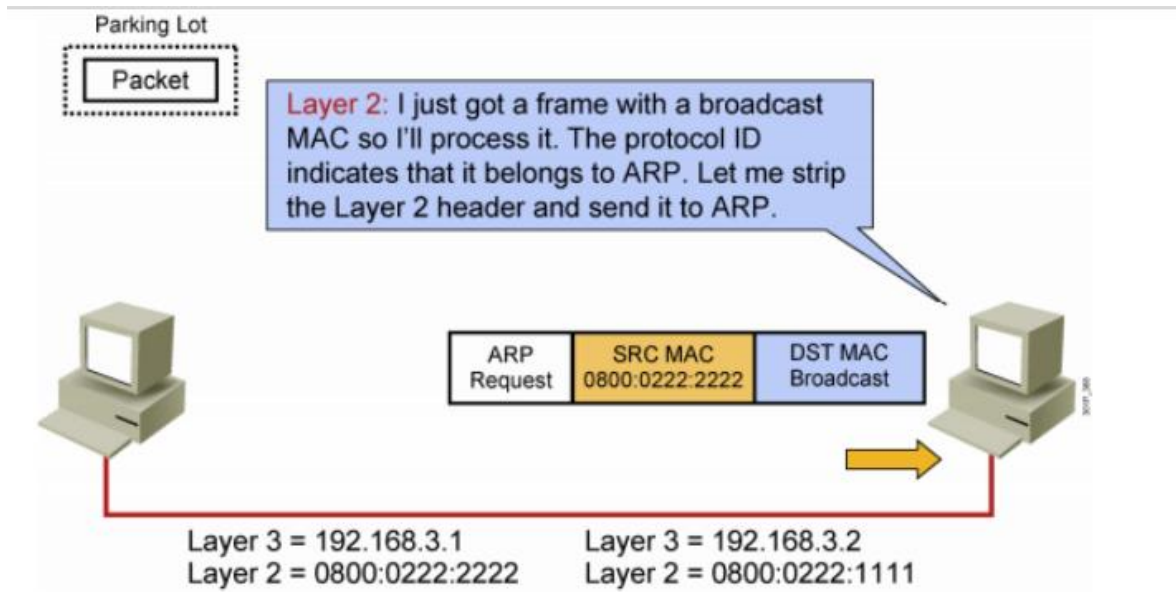 Parking Lot
Packet
Layer 2: I just got a frame with a broadcast
MAC so I'll process it. The protocol ID
indicates that it belongs to ARP. Let me strip
the Layer 2 header and send it to ARP.
ARP
Request
SRC MAC
0800:0222:2222
DST MAC
Broadcast
Layer 3 = 192.168.3.1
Layer 2 = 0800:0222:2222
Layer 3 = 192.168.3.2
Layer 2 = 0800:0222:1111